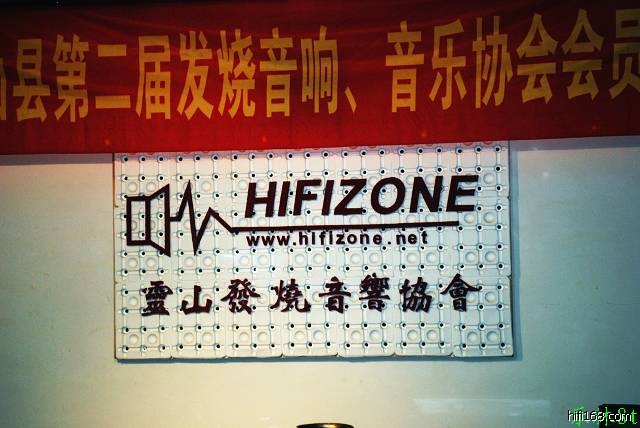 山县第二届发烧音响、音乐协会会员
HIFIZONE
www.hifizone.net
靈山發燒音響協會
hifi168.com